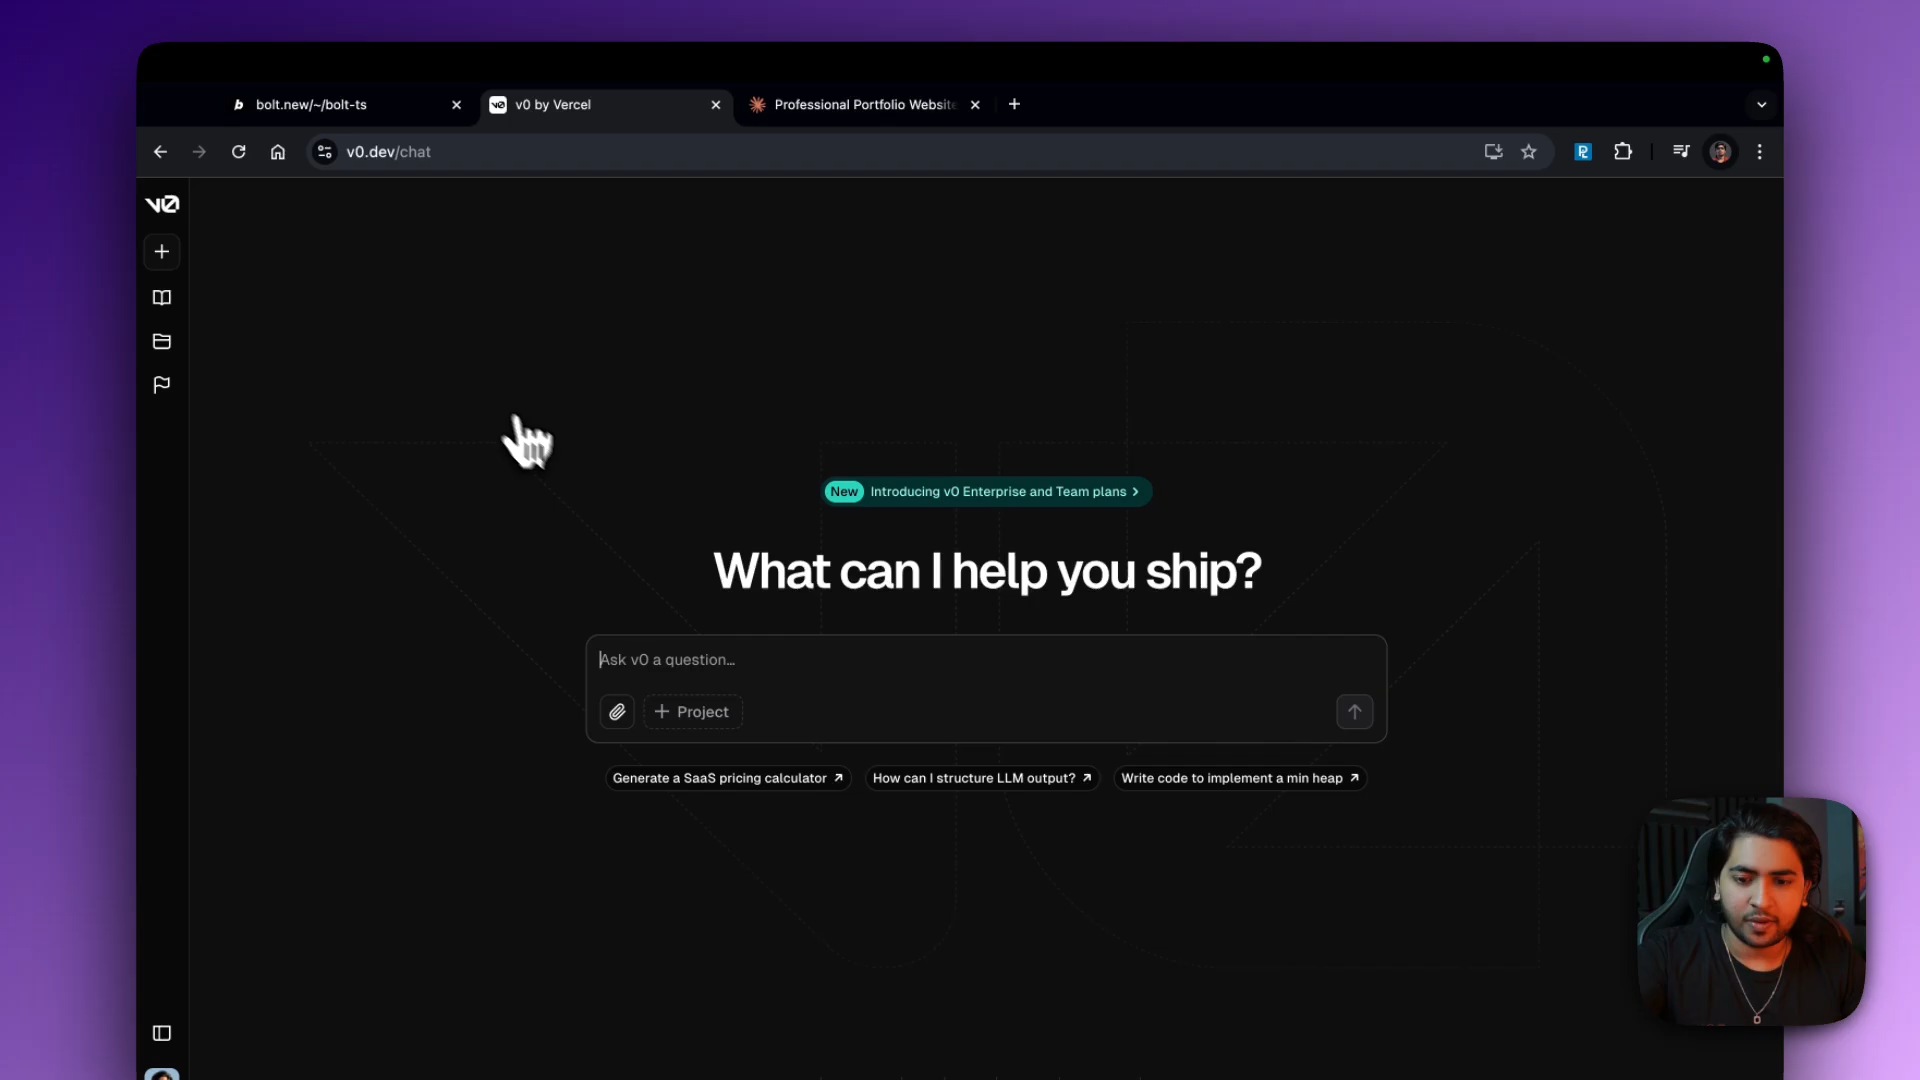 bolt.new/~/bolt-ts
v0 by Vercel
Professional Portfolio Website
v0.dev/chat
v0
New Introducing v0 Enterprise and Team plans
What can I help you ship?
Ask v0 a question...
Project
Generate a SaaS pricing calculator
How can I structure LLM output?
Write code to implement a min heap